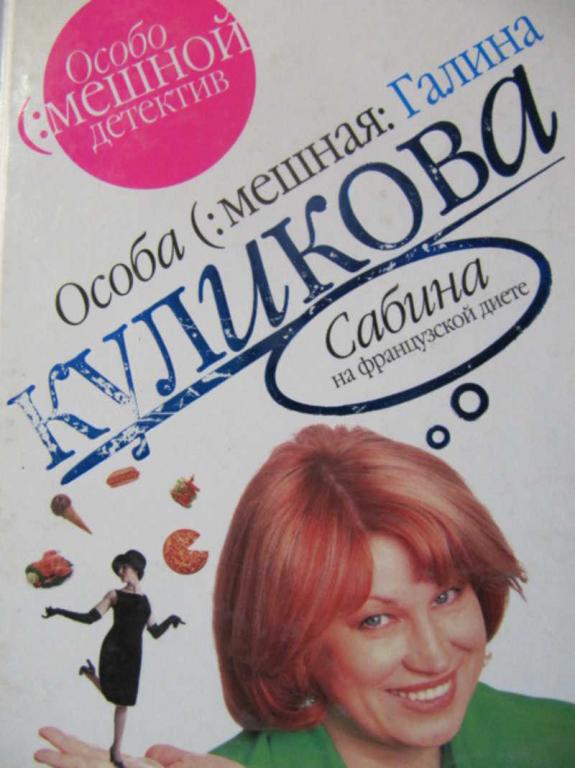 Особо
(:мешной
детектив
Особа (:мешная: Галина
КУЛИКОВА
Сабина
на французской диете